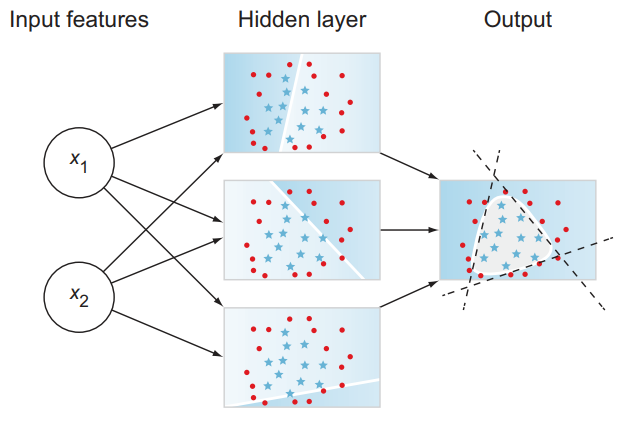 Input features
Hidden layer
Output
x1
x2